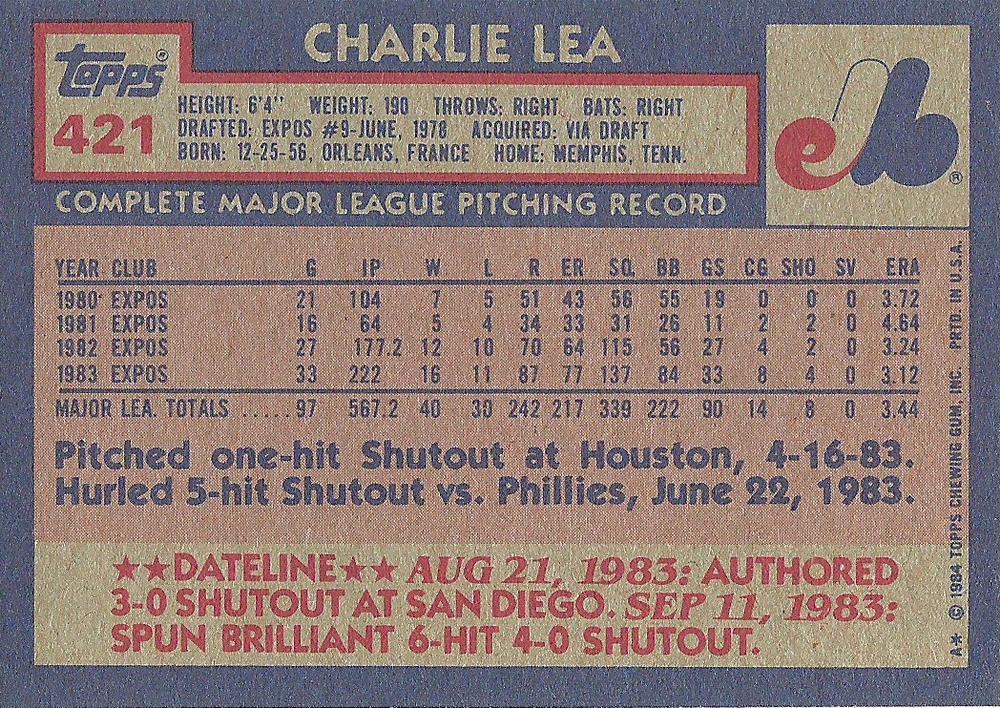 CHARLIE LEA
Topps®
421
HEIGHT: 6'4" WEIGHT: 190 THROWS: RIGHT BATS: RIGHT
DRAFTED: EXPOS #9-JUNE, 1978 ACQUIRED: VIA DRAFT
BORN: 12-25-56, ORLEANS, FRANCE HOME: MEMPHIS, TENN.
eb®
COMPLETE MAJOR LEAGUE PITCHING RECORD
YEAR CLUB G IP W L R ER SO BB GS CG SHO SV ERA
1980 EXPOS 21 104 7 5 51 43 56 55 19 0 0 0 3.72
1981 EXPOS 16 64 5 4 34 33 31 26 11 2 2 0 4.64
1982 EXPOS 27 177.2 12 10 70 64 115 56 27 4 2 0 3.24
1983 EXPOS 33 222 16 11 87 77 137 84 33 8 4 0 3.12
MAJOR LEA. TOTALS .....97 567.2 40 30 242 217 339 222 90 14 8 0 3.44
Pitched one-hit Shutout at Houston, 4-16-83.
Hurled 5-hit Shutout vs. Phillies, June 22, 1983.
★★DATELINE★★ AUG 21, 1983: AUTHORED
3-0 SHUTOUT AT SAN DIEGO. SEP 11, 1983:
SPUN BRILLIANT 6-HIT 4-0 SHUTOUT.
A* © 1984 TOPPS CHEWING GUM, INC. PRTD. IN U.S.A.